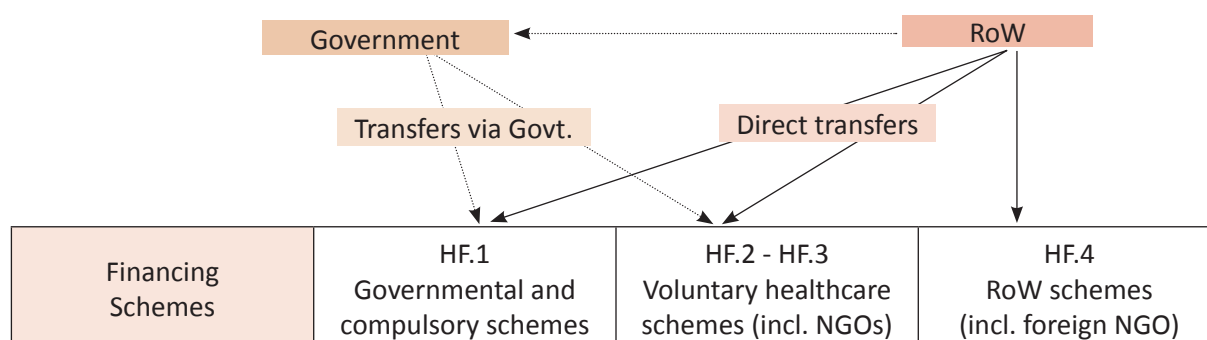 Government
RoW
Transfers via Govt.
Direct transfers
Financing
Schemes
HF.1
Governmental and
compulsory schemes
HF.2 - HF.3
Voluntary healthcare
schemes (incl. NGOs)
HF.4
RoW schemes
(incl. foreign NGO)